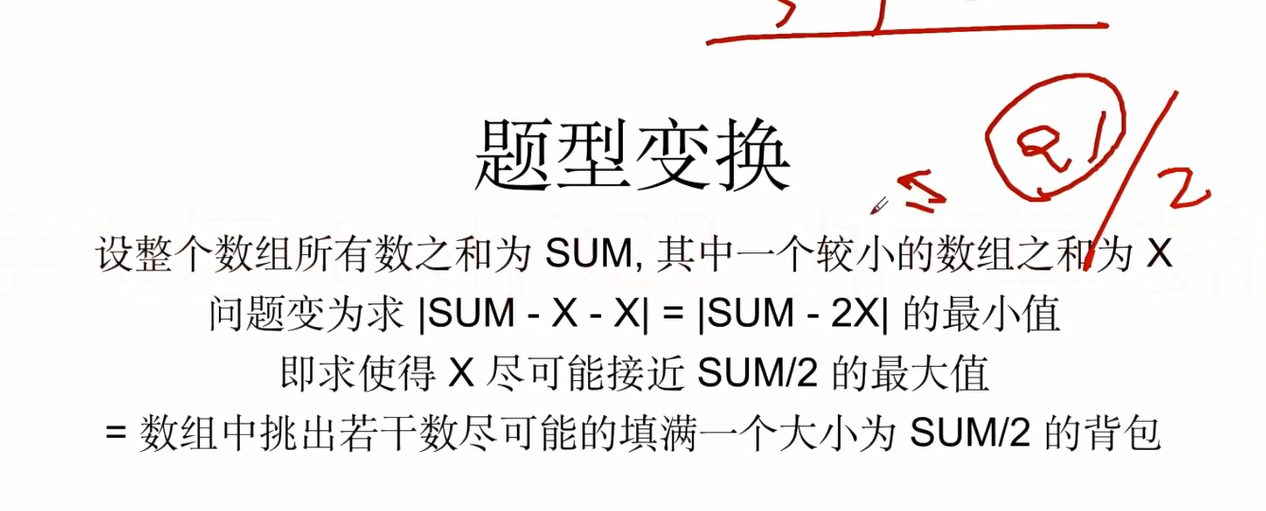 21/2
题型变换
设整个数组所有数之和为 SUM, 其中一个较小的数组之和为 X
问题变为求 |SUM - X - X| = |SUM - 2X| 的最小值
即求使得 X 尽可能接近 SUM/2 的最大值
= 数组中挑出若干数尽可能的填满一个大小为 SUM/2 的背包